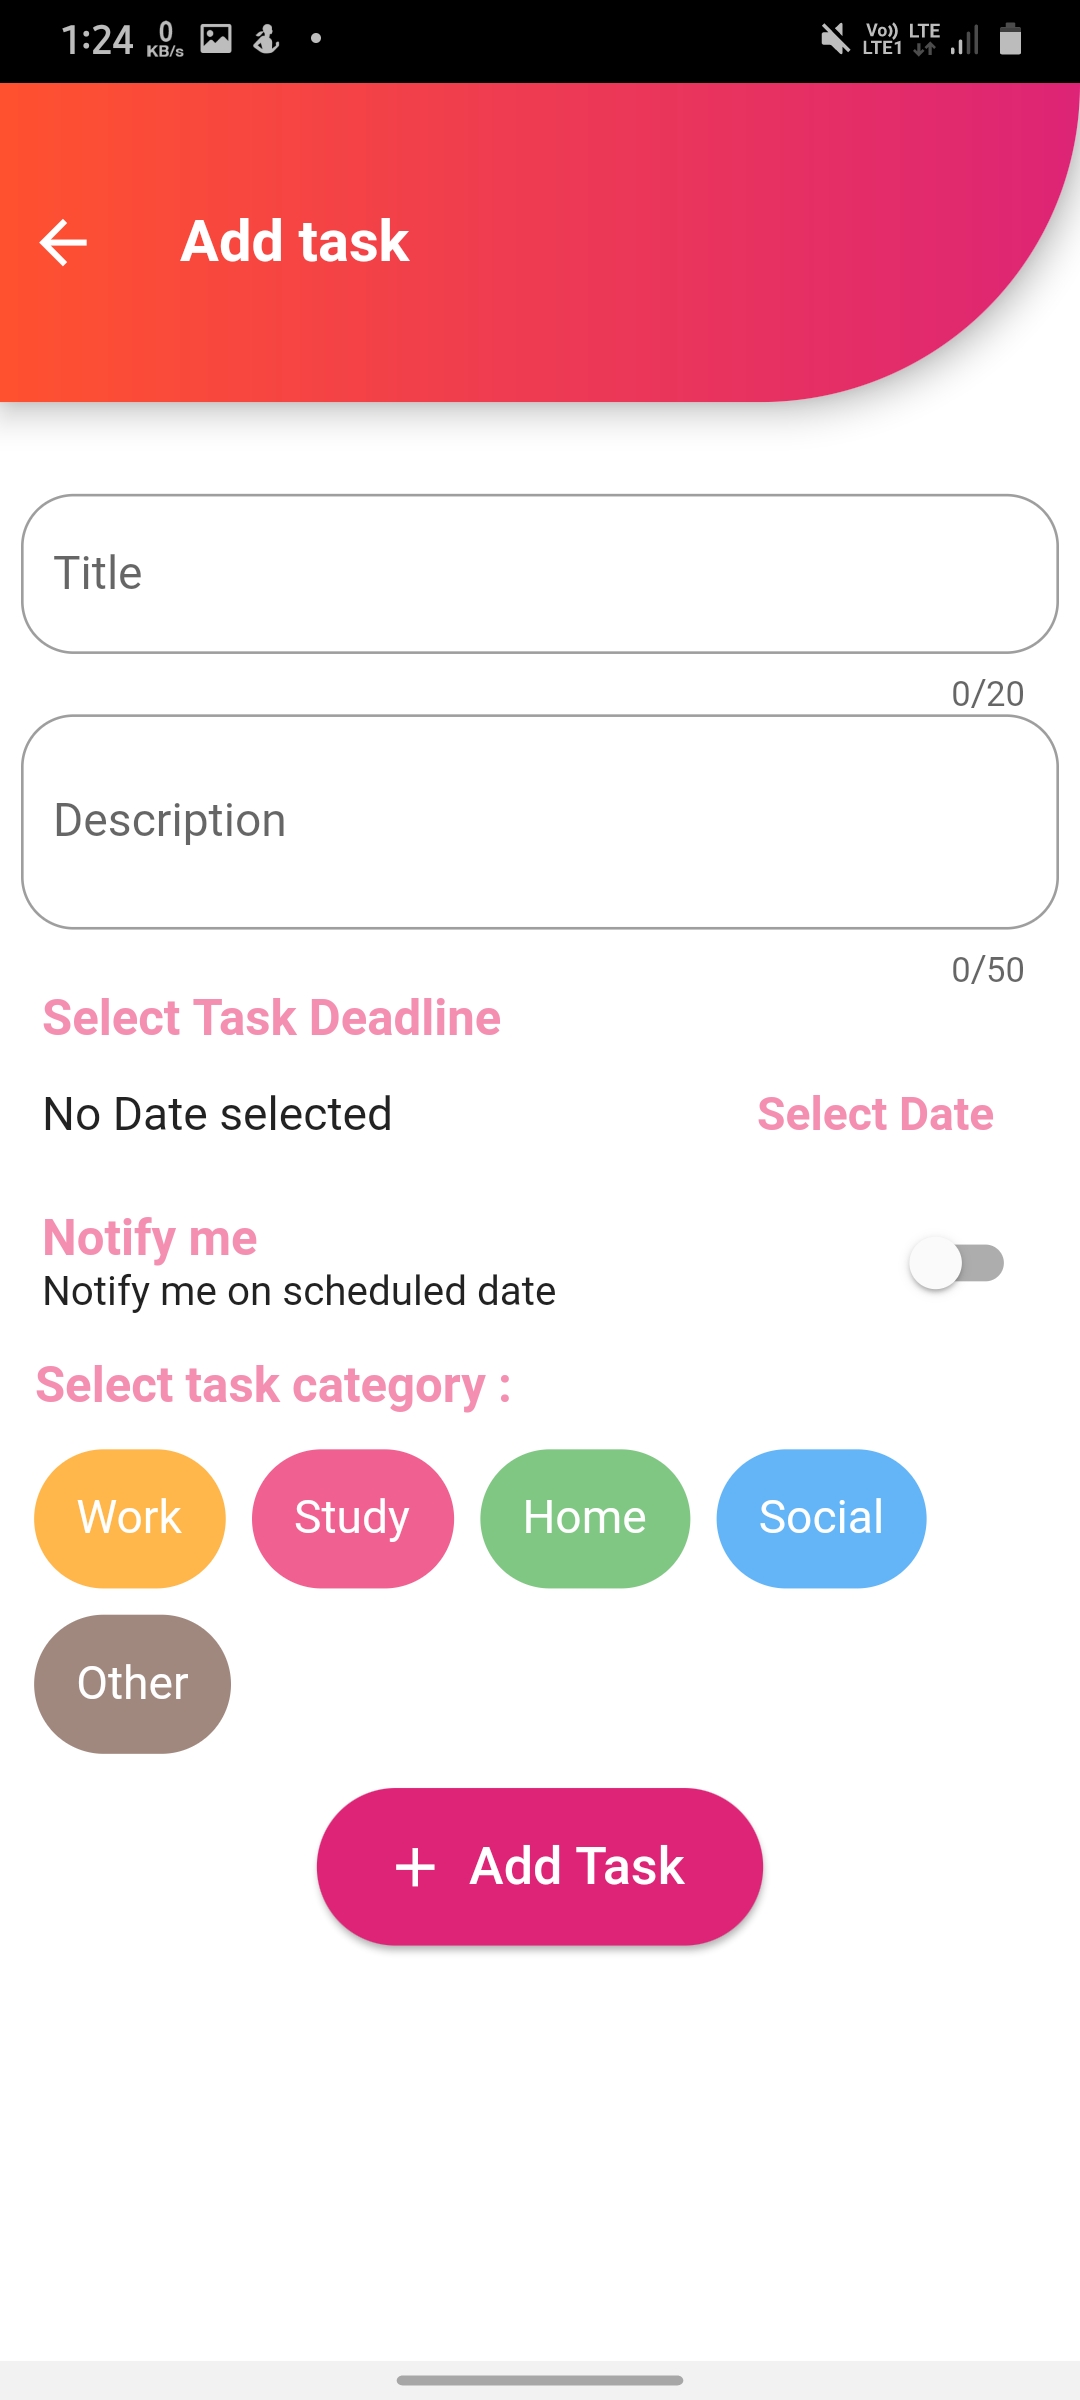 1:24 0 KB/s Vo)) LTE1 LTE
Add task
Title
0/20
Description
0/50
Select Task Deadline
No Date selected Select Date
Notify me
Notify me on scheduled date
Select task category :
Work Study Home Social
Other
+ Add Task